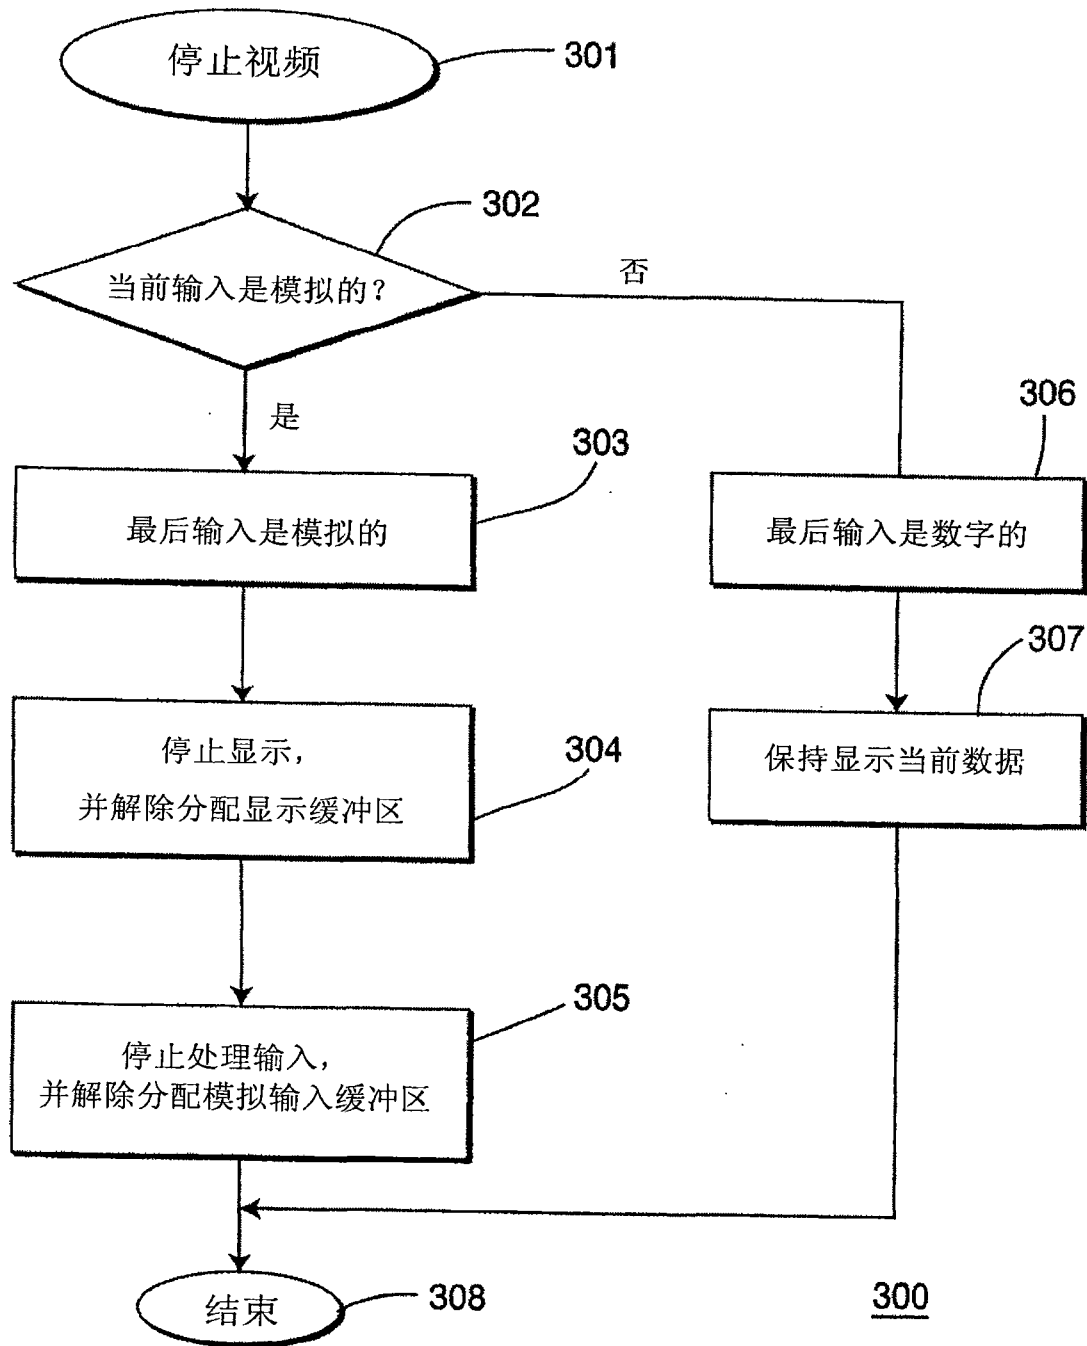 停止视频
301
302
当前输入是模拟的?
否
是
303
306
最后输入是模拟的
最后输入是数字的
307
停止显示,
并解除分配显示缓冲区
304
保持显示当前数据
305
停止处理输入,
并解除分配模拟输入缓冲区
结束
308
300